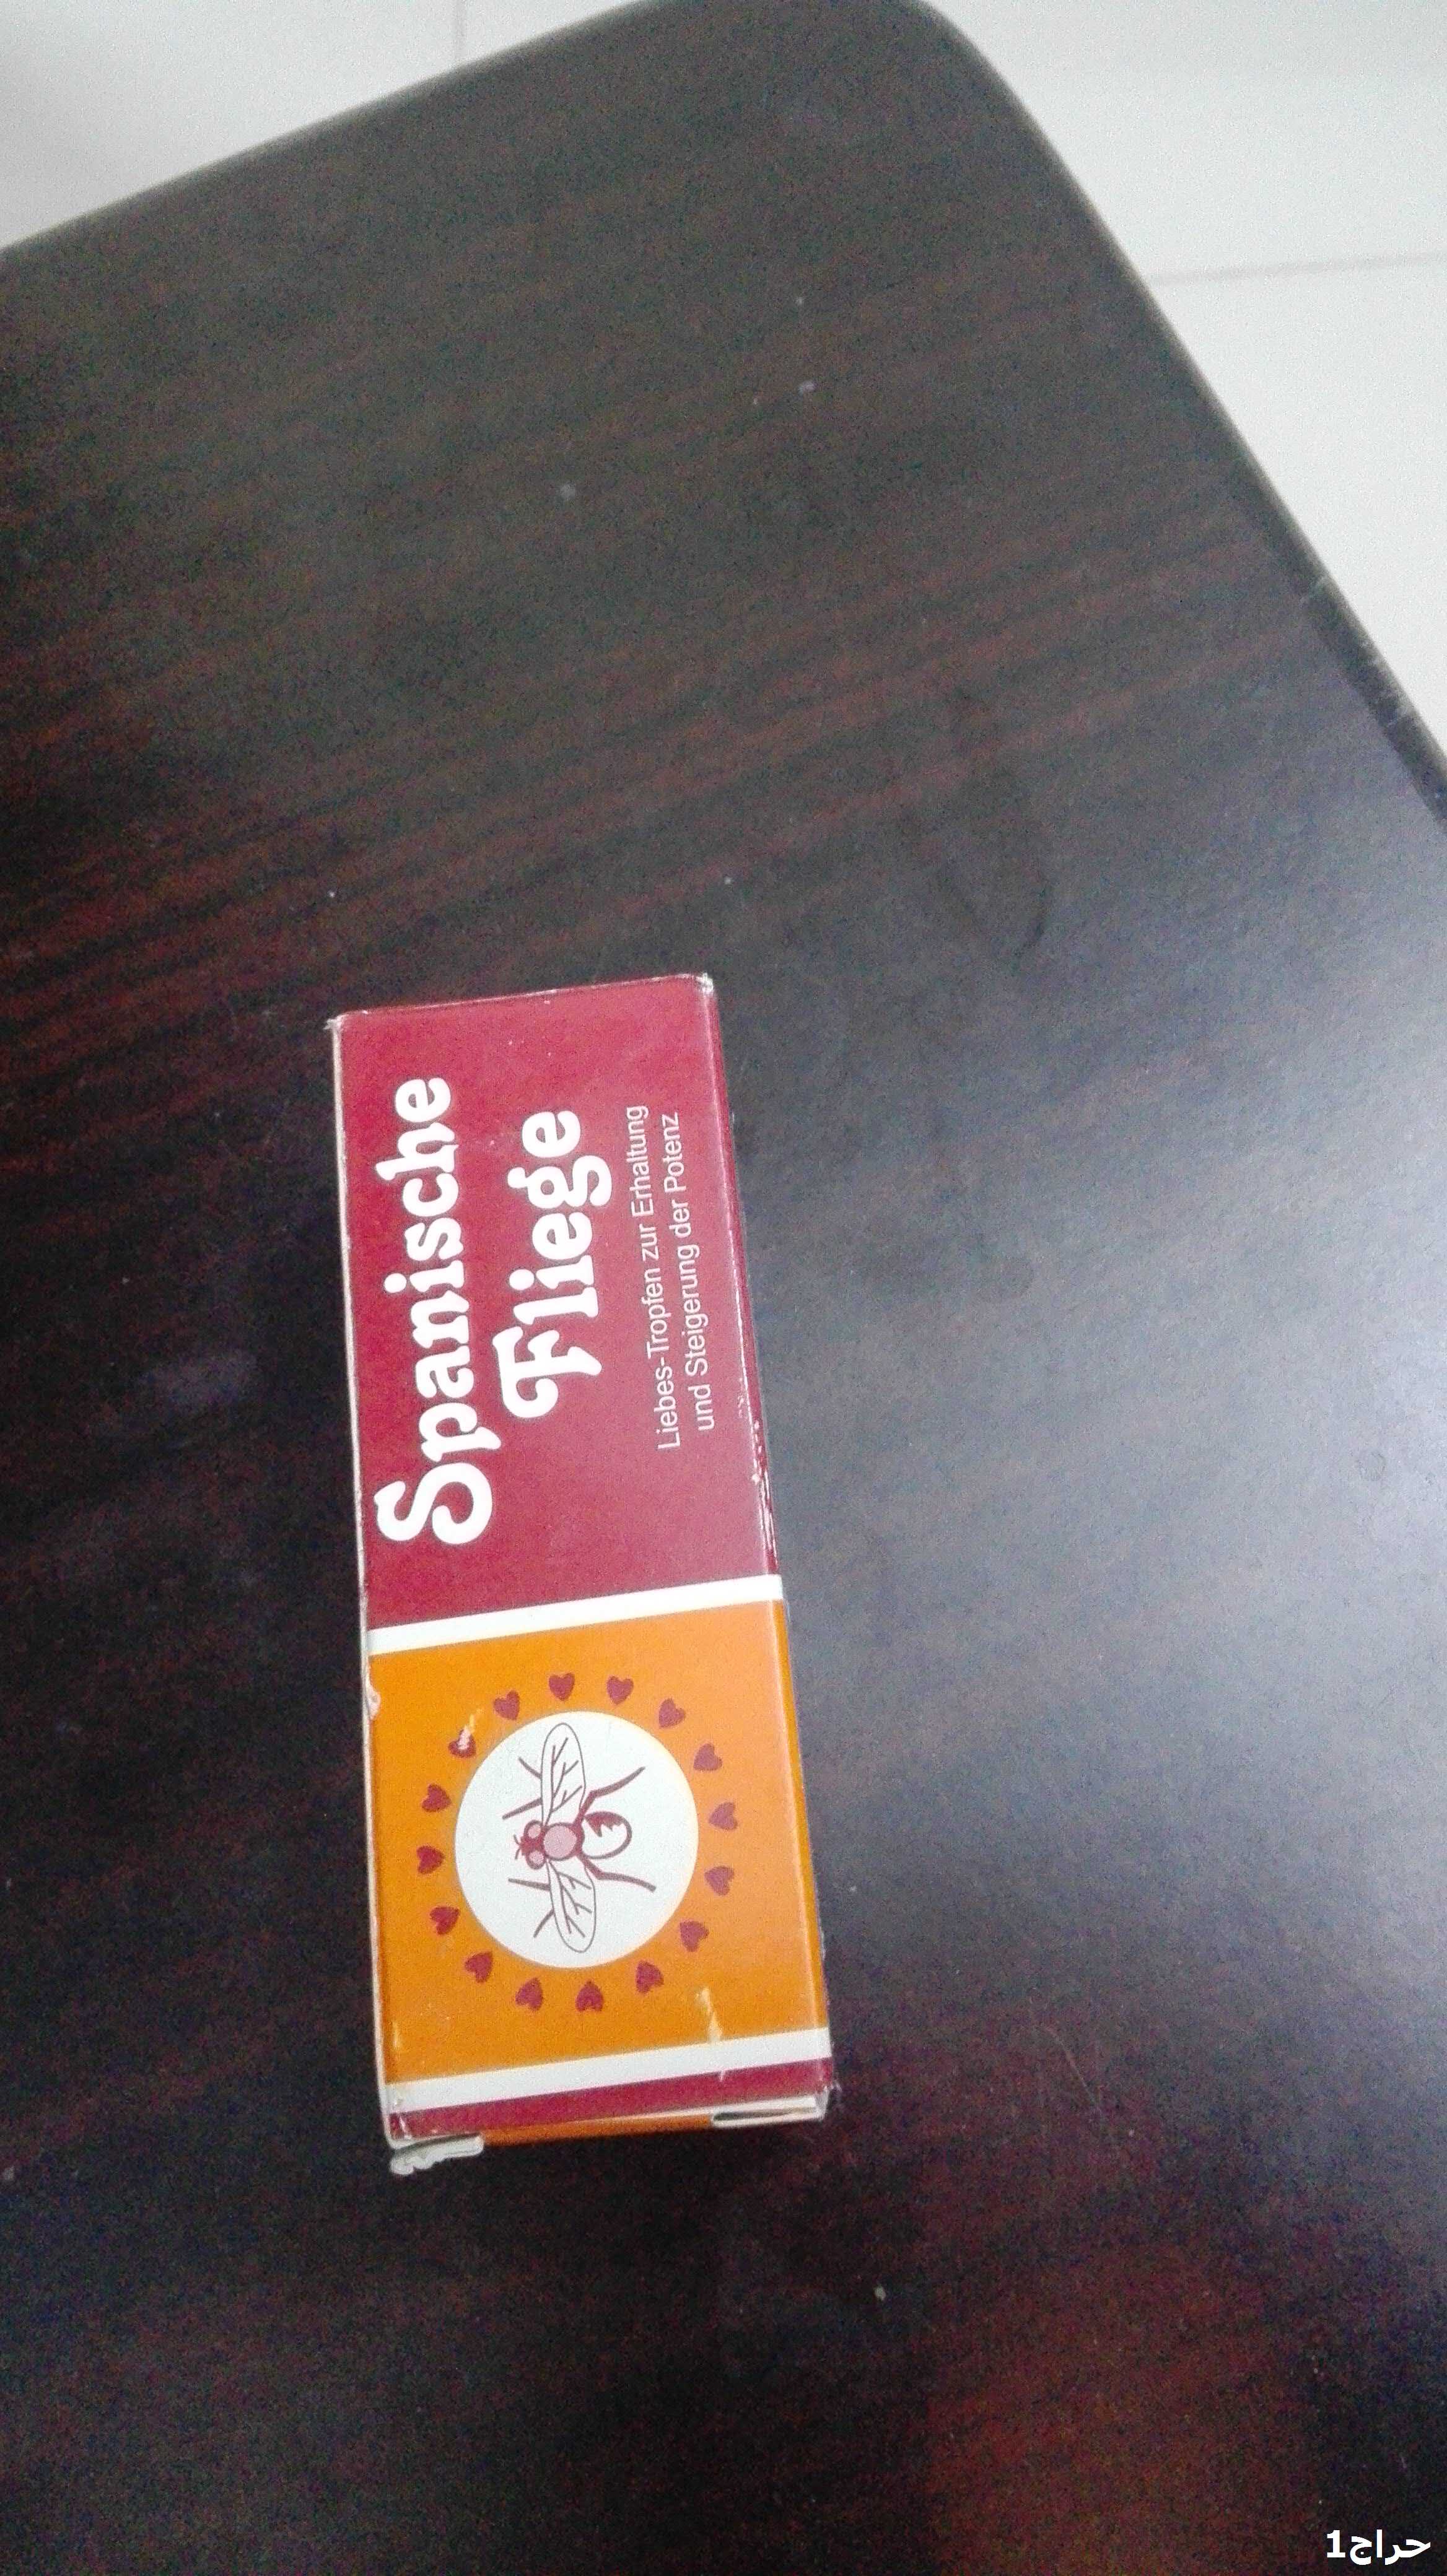 Spanische
Fliege
Liebes-Tropfen zur Erhaltung
und Steigerung der Potenz
حراج1